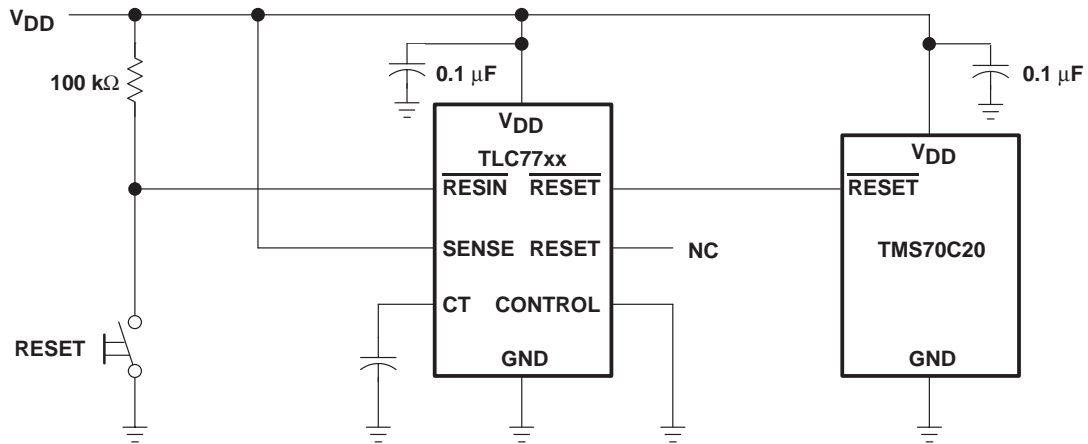 VDD
100 kΩ
0.1 μF
0.1 μF
VDD
TLC77xx
RESIN RESET
SENSE RESET
CT CONTROL
GND
NC
VDD
RESET
TMS70C20
GND
RESET